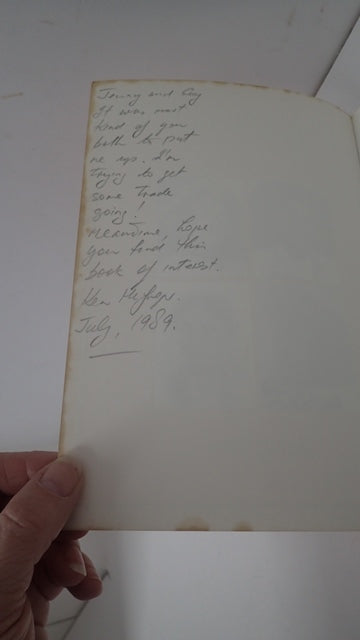 Jenny and Guy
It was most
kind of you
both to put
me up. I'm
trying to get
some trade
going!
Meantime, hope
you find this
book of interest.
Ken
July, 1989.